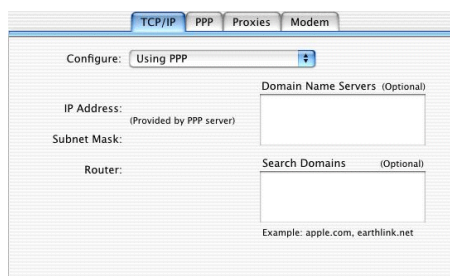 TCP/IP PPP Proxies Modem
Configure: Using PPP
Domain Name Servers (Optional)
IP Address:
(Provided by PPP server)
Subnet Mask:
Router:
Search Domains (Optional)
Example: apple.com, earthlink.net